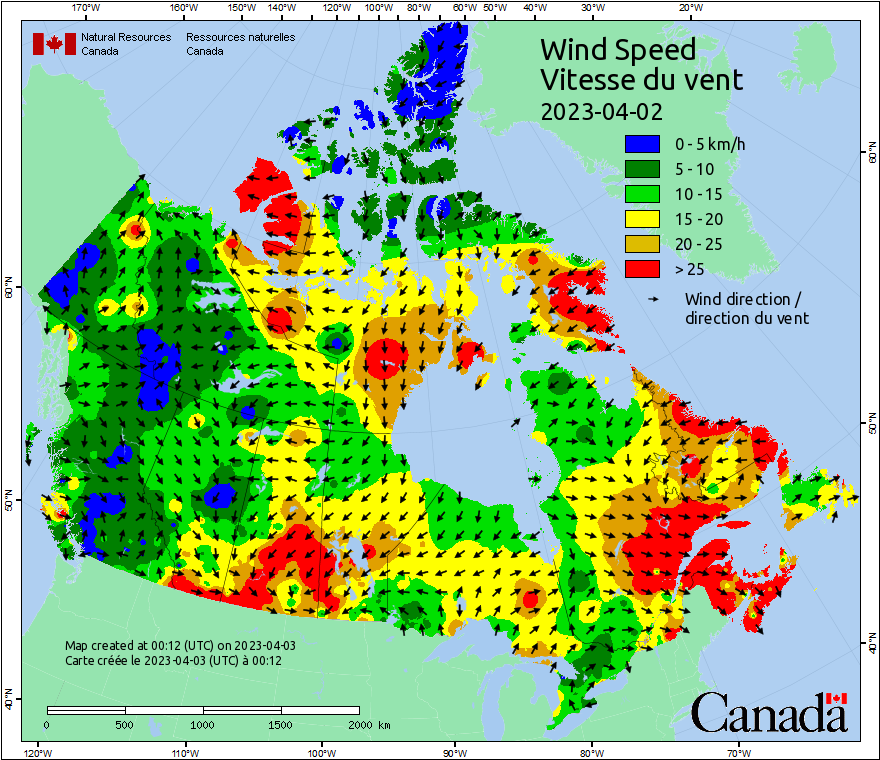 170°W 160°W 150°W 140°W 120°W 100°W 80°W 60°W 50°W 40°W 30°W 20°W
Natural Resources
Canada
Ressources naturelles
Canada
Wind Speed
Vitesse du vent
2023-04-02
0 - 5 km/h
5 - 10
10 - 15
15 - 20
20 - 25
> 25
Wind direction /
direction du vent
60°N
60°N
50°N
50°N
40°N
40°N
Map created at 00:12 (UTC) on 2023-04-03
Carte créée le 2023-04-03 (UTC) à 00:12
0 500 1000 1500 2000 km
Canada
120°W 110°W 100°W 90°W 80°W 70°W